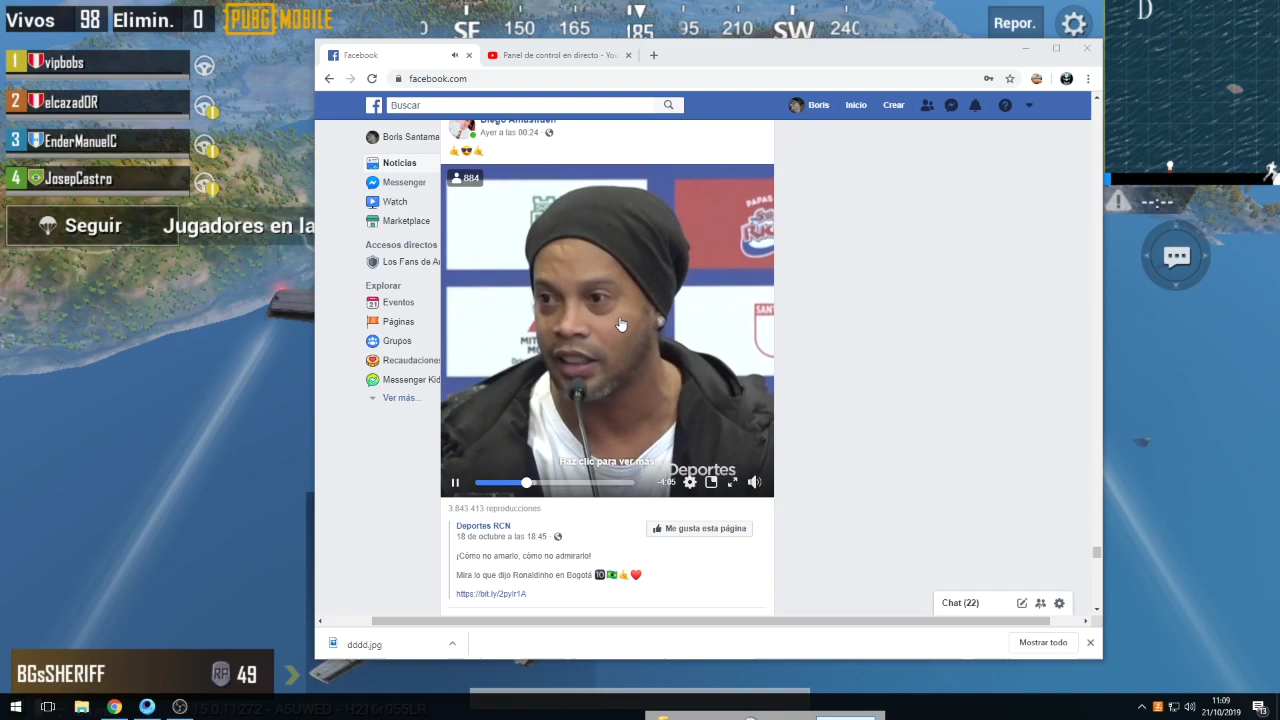 Vivos 98 Elimin. 0 PUBG MOBILE
SE 150 165 185 SW 210 240
Repor.
D
1 vipbobs
2 elcazadOR
3 EnderManuelC
4 JosepCastro
Seguir
Jugadores en la
Facebook
Panel de control en directo - You
facebook.com
Buscar
Boris Inicio Crear
Boris Santama
Noticias
Messenger
Watch
Marketplace
Accesos directos
Los Fans de A
Explorar
Eventos
Páginas
Grupos
Recaudaciones
Messenger Kid
Ver más...
Ayer a las 00:24 ·
884
PAPAS
Haz clic para ver más
Deportes
-4:05
3.843.413 reproducciones
Deportes RCN
18 de octubre a las 18:45 ·
Me gusta esta página
¡Cómo no amarlo, cómo no admirarlo!
Mira lo que dijo Ronaldinho en Bogotá 🔟🇧🇷🤙❤️
https://bit.ly/2pyIr1A
Chat (22)
dddd.jpg
Mostrar todo
--:--
BGsSHERIFF RP 49
11:09
21/10/2019
13